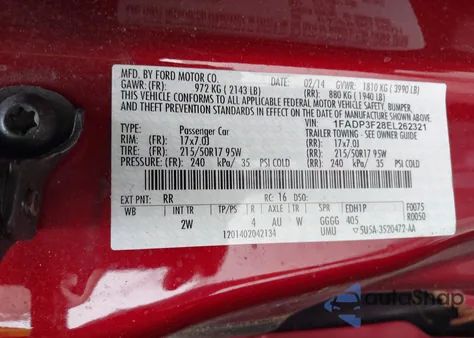 MFD. BY FORD MOTOR CO.
DATE: 02/14 GVWR: 1810 KG ( 3990 LB)
GAWR: (FR) 972 KG ( 2143 LB) (RR) 880 KG ( 1940 LB)
THIS VEHICLE CONFORMS TO ALL APPLICABLE FEDERAL MOTOR VEHICLE SAFETY, BUMPER,
AND THEFT PREVENTION STANDARDS IN EFFECT ON THE DATE OF MANUFACTURE SHOWN ABOVE.
VIN: 1FADP3F28EL262321
TYPE: Passenger Car TRAILER TOWING - SEE OWNER GUIDE
RIM: (FR) 17x7.0J (RR) 17x7.0J
TIRE: (FR) 215/50R17 95W (RR) 215/50R17 95W
PRESSURE: (FR) 240 kPa/ 35 PSI COLD (RR) 240 kPa/ 35 PSI COLD
EXT PNT: RR RC: 16 DSO:
WB INT TR TP/PS R AXLE TR SPR EDH1P F0075
2W 4 AU W GGGG 405 R0050
1201402042134 UMU ▽5U5A-3520472-AA
autoShop